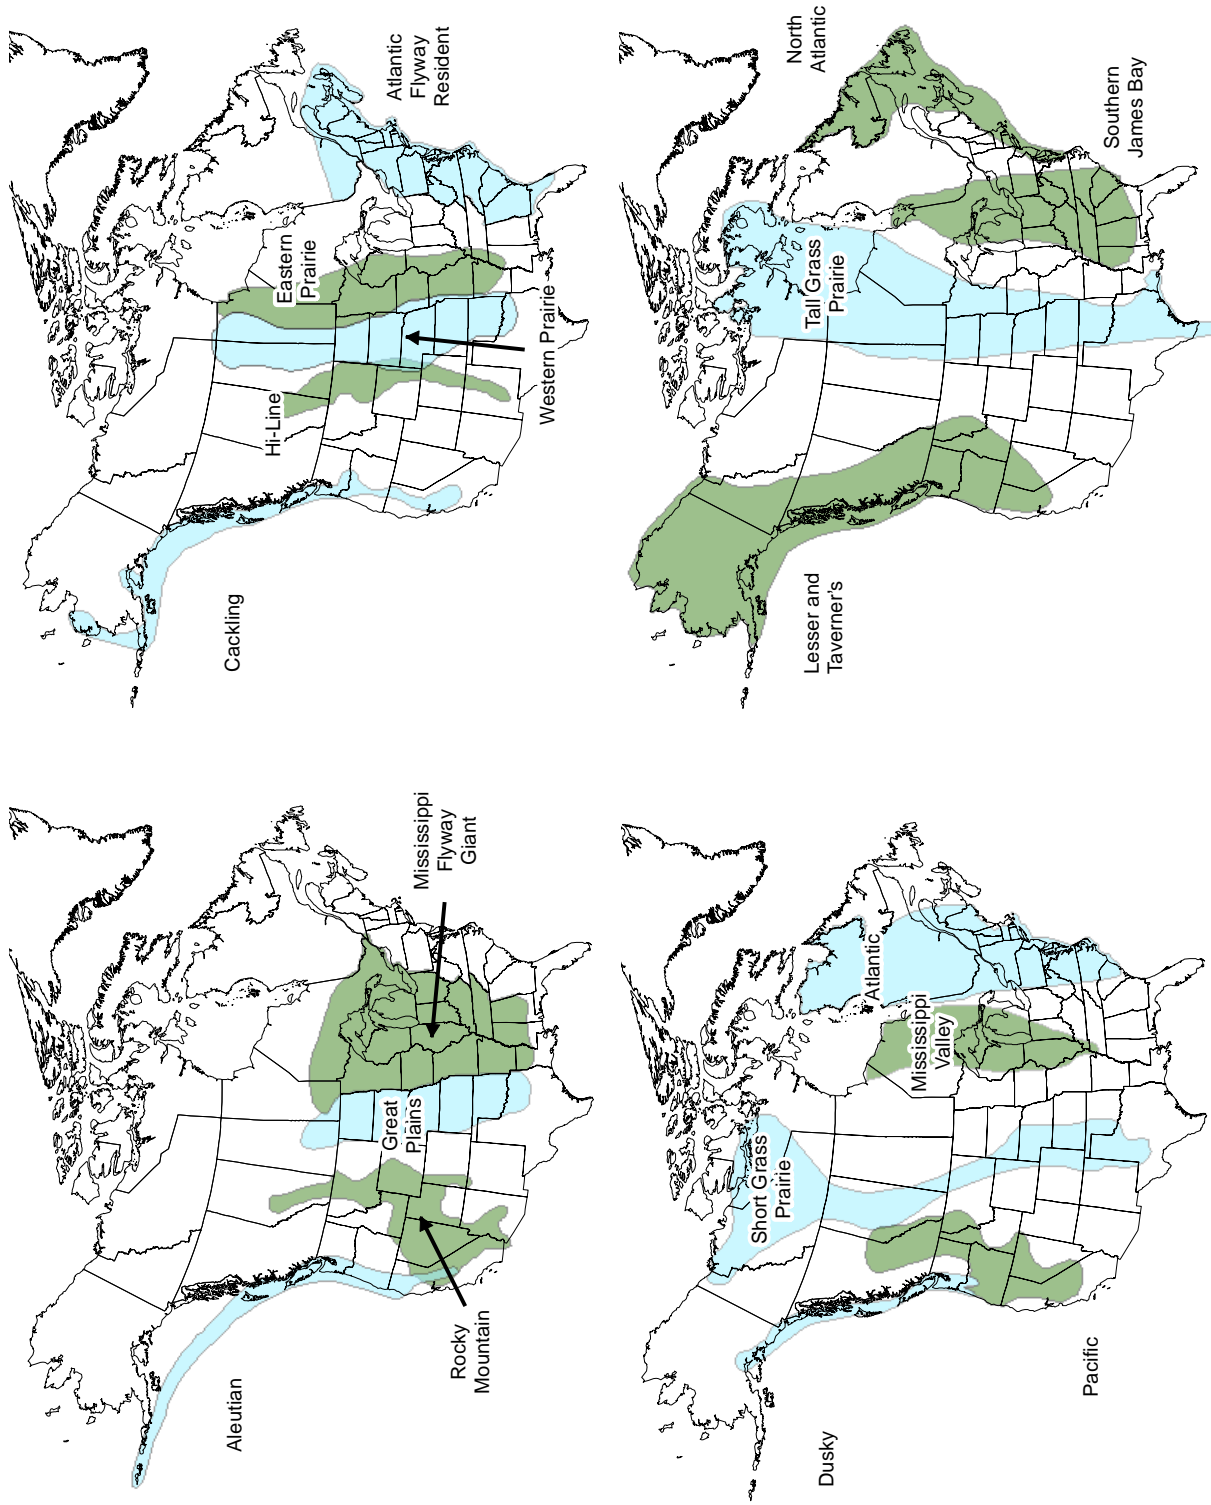 Aleutian
Rocky
Mountain
Great
Plains
Mississippi
Flyway
Giant
Cackling
Hi-Line
Eastern
Prairie
Western Prairie
Atlantic
Flyway
Resident
Dusky
Pacific
Short Grass
Prairie
Mississippi
Valley
Atlantic
Lesser and
Taverner's
Tall Grass
Prairie
North
Atlantic
Southern
James Bay